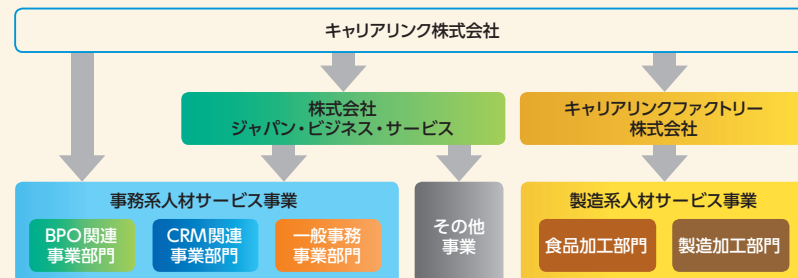 キャリアリンク株式会社
株式会社
ジャパン・ビジネス・サービス
キャリアリンクファクトリー
株式会社
事務系人材サービス事業
BPO関連
事業部門
CRM関連
事業部門
一般事務
事業部門
その他
事業
製造系人材サービス事業
食品加工部門
製造加工部門